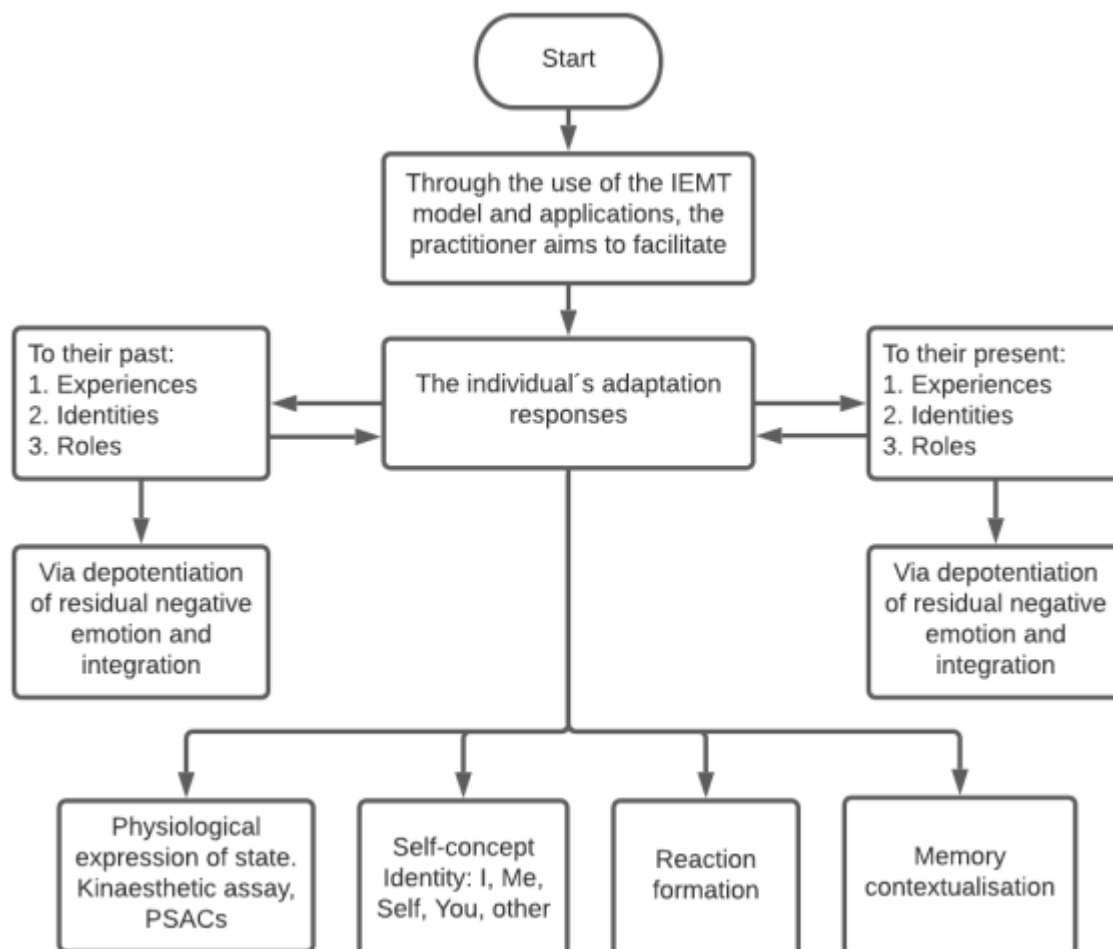 Start
Through the use of the IEMT
model and applications, the
practitioner aims to facilitate
To their past:
1. Experiences
2. Identities
3. Roles
The individual´s adaptation
responses
To their present:
1. Experiences
2. Identities
3. Roles
Via depotentiation
of residual negative
emotion and
integration
Via depotentiation
of residual negative
emotion and
integration
Physiological
expression of state.
Kinaesthetic assay,
PSACs
Self-concept
Identity: I, Me,
Self, You, other
Reaction
formation
Memory
contextualisation